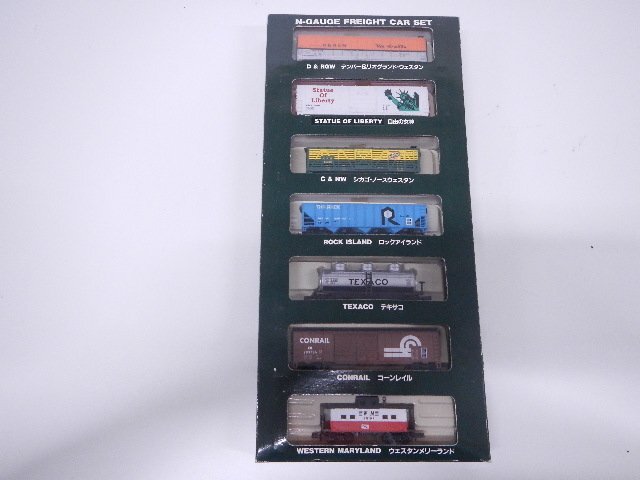 N-GAUGE FREIGHT CAR SET
D & RGW デンバー&リオグランド・ウェスタン
Statue
Of
Liberty
STATUE OF LIBERTY 自由の女神
C & NW シカゴ・ノースウェスタン
THE ROCK
R
ROCK ISLAND ロックアイランド
TEXACO
TEXACO テキサコ
CONRAIL
CONRAIL コーンレイル
WESTERN MARYLAND ウェスタンメリーランド